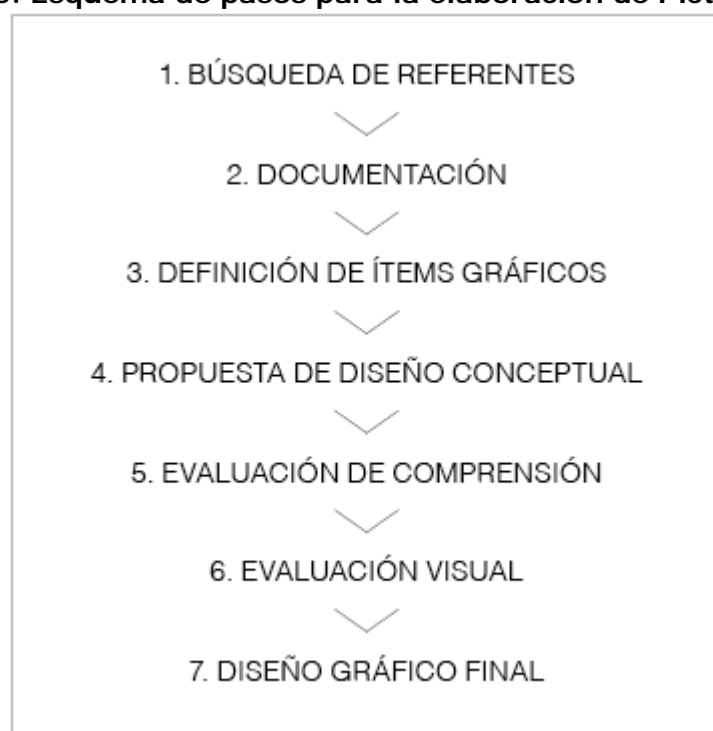 Esquema de pasos para la elaboración de
1. BÚSQUEDA DE REFERENTES
2. DOCUMENTACIÓN
3. DEFINICIÓN DE ÍTEMS GRÁFICOS
4. PROPUESTA DE DISEÑO CONCEPTUAL
5. EVALUACIÓN DE COMPRENSIÓN
6. EVALUACIÓN VISUAL
7. DISEÑO GRÁFICO FINAL